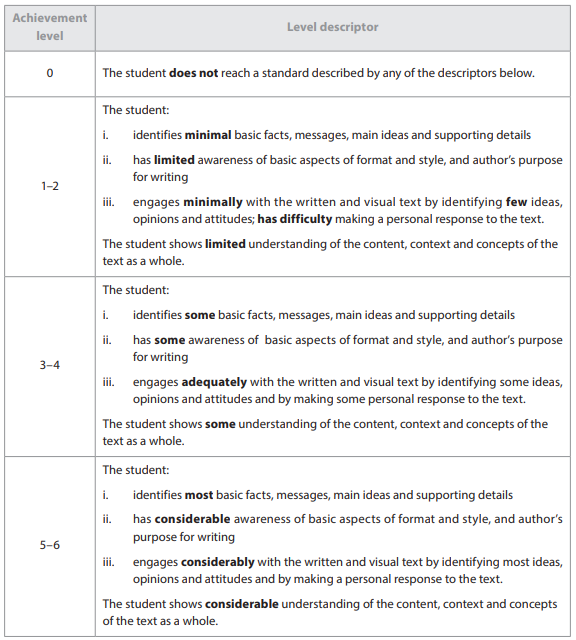 Achievement
level
Level descriptor
0
The student does not reach a standard described by any of the descriptors below.
1–2
The student:
i. identifies minimal basic facts, messages, main ideas and supporting details
ii. has limited awareness of basic aspects of format and style, and author's purpose
for writing
iii. engages minimally with the written and visual text by identifying few ideas,
opinions and attitudes; has difficulty making a personal response to the text.
The student shows limited understanding of the content, context and concepts of the
text as a whole.
3–4
The student:
i. identifies some basic facts, messages, main ideas and supporting details
ii. has some awareness of basic aspects of format and style, and author's purpose
for writing
iii. engages adequately with the written and visual text by identifying some ideas,
opinions and attitudes and by making some personal response to the text.
The student shows some understanding of the content, context and concepts of the
text as a whole.
5–6
The student:
i. identifies most basic facts, messages, main ideas and supporting details
ii. has considerable awareness of basic aspects of format and style, and author's
purpose for writing
iii. engages considerably with the written and visual text by identifying most ideas,
opinions and attitudes and by making a personal response to the text.
The student shows considerable understanding of the content, context and concepts
of the text as a whole.